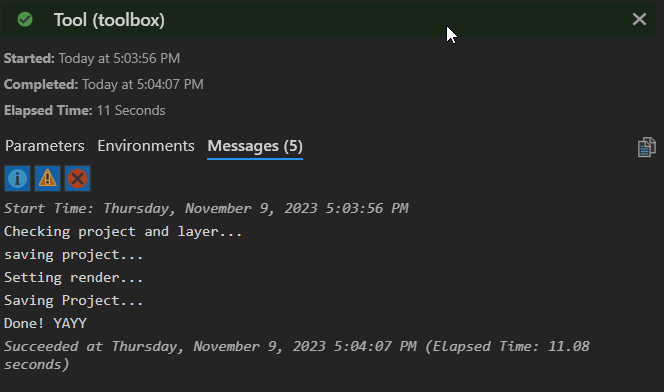 Tool (toolbox)
Started: Today at 5:03:56 PM
Completed: Today at 5:04:07 PM
Elapsed Time: 11 Seconds
Parameters Environments Messages (5)
Start Time: Thursday, November 9, 2023 5:03:56 PM
Checking project and layer...
saving project...
Setting render...
Saving Project...
Done! YAYY
Succeeded at Thursday, November 9, 2023 5:04:07 PM (Elapsed Time: 11.08
seconds)